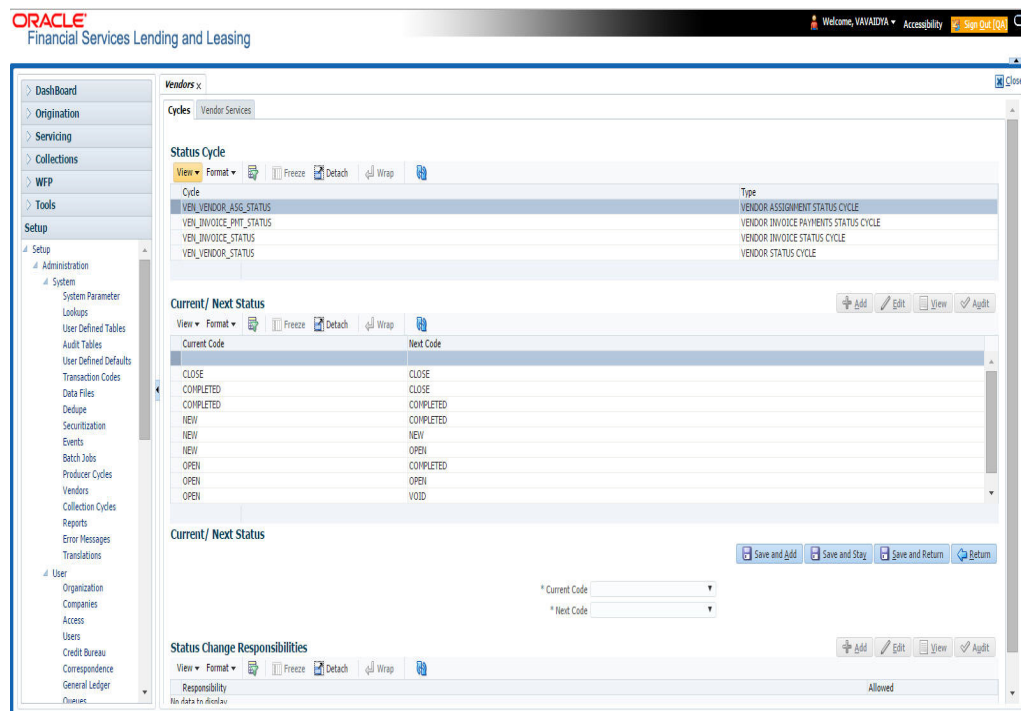 ORACLE'
Financial Services Lending and Leasing
Welcome, VAVAIDYA
Accessibility
Sign Out [QA]
DashBoard
Origination
Servicing
Collections
WFP
Tools
Setup
Setup
Administration
System
System Parameter
Lookups
User Defined Tables
Audit Tables
User Defined Defaults
Transaction Codes
Data Files
Dedupe
Securitization
Events
Batch Jobs
Producer Cycles
Vendors
Collection Cycles
Reports
Error Messages
Translations
User
Organization
Companies
Access
Users
Credit Bureau
Correspondence
General Ledger
Queues
Vendors x
Close
Cycles Vendor Services
Status Cycle
View Format Freeze Detach Wrap
Cycle Type
VEN_VENDOR_ASG_STATUS VENDOR ASSIGNMENT STATUS CYCLE
VEN_INVOICE_PMT_STATUS VENDOR INVOICE PAYMENTS STATUS CYCLE
VEN_INVOICE_STATUS VENDOR INVOICE STATUS CYCLE
VEN_VENDOR_STATUS VENDOR STATUS CYCLE
Current/ Next Status
Add Edit View Audit
View Format Freeze Detach Wrap
Current Code Next Code
CLOSE CLOSE
COMPLETED CLOSE
COMPLETED COMPLETED
NEW COMPLETED
NEW NEW
NEW OPEN
OPEN COMPLETED
OPEN OPEN
OPEN VOID
Current/ Next Status
Save and Add Save and Stay Save and Return Return
* Current Code
* Next Code
Status Change Responsibilities
Add Edit View Audit
View Format Freeze Detach Wrap
Responsibility Allowed
No data to display